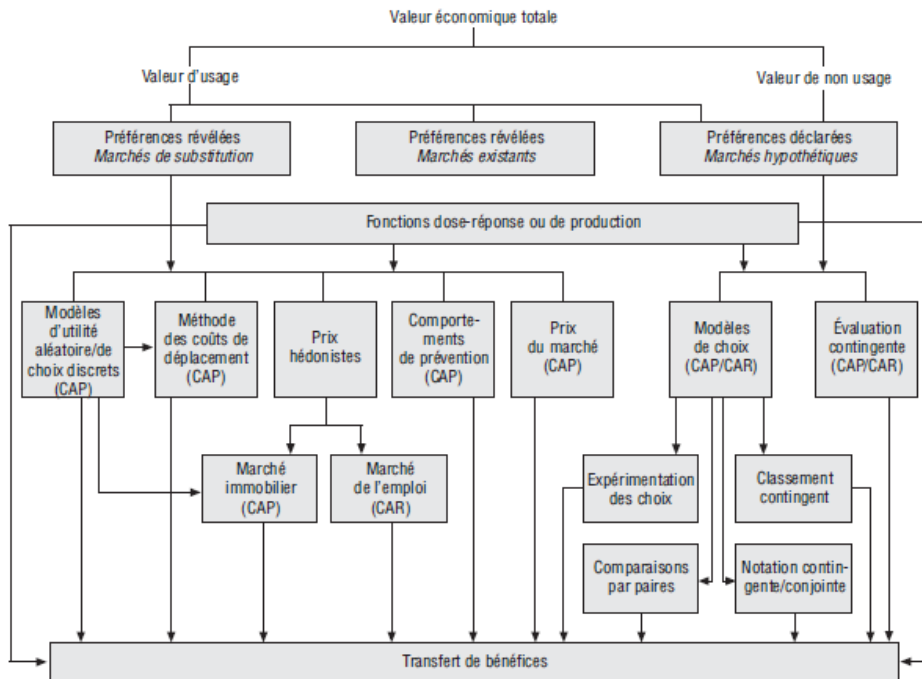 Valeur économique totale
Valeur d'usage
Valeur de non usage
Préférences révélées
Marchés de substitution
Préférences révélées
Marchés existants
Préférences déclarées
Marchés hypothétiques
Fonctions dose-réponse ou de production
Modèles
d'utilité
aléatoire/de
choix discrets
(CAP)
Méthode
des coûts de
déplacement
(CAP)
Prix
hédonistes
Comporte-
ments
de prévention
(CAP)
Prix
du marché
(CAP)
Modèles
de choix
(CAP/CAR)
Évaluation
contingente
(CAP/CAR)
Marché
immobilier
(CAP)
Marché
de l'emploi
(CAR)
Expérimentation
des choix
Classement
contingent
Comparaisons
par paires
Notation contin-
gente/conjointe
Transfert de bénéfices